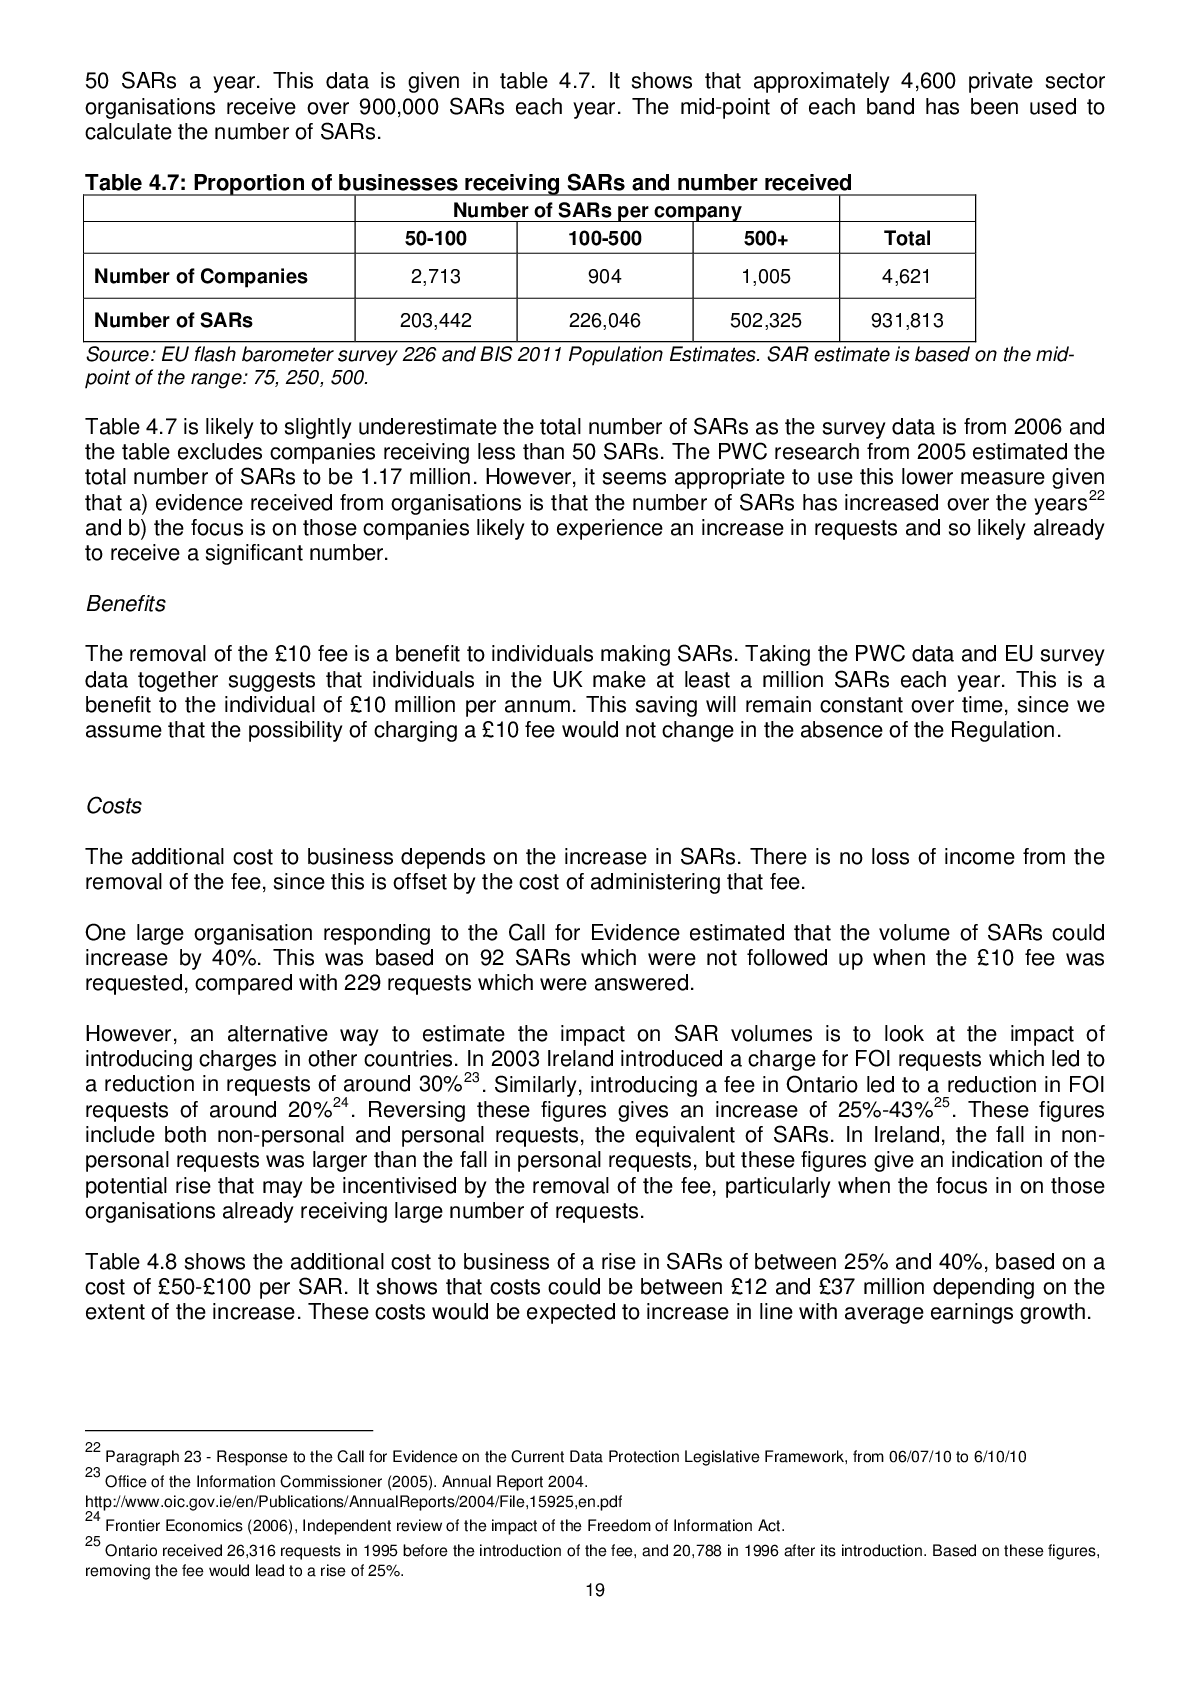 50 SARs a year. This data is given in table 4.7. It shows that approximately 4,600 private sector
organisations receive over 900,000 SARs each year. The mid-point of each band has been used to
calculate the number of SARs.
Table 4.7: Proportion of businesses receiving SARs and number received
Number of SARs per company
50-100 100-500 500+ Total
Number of Companies 2,713 904 1,005 4,621
Number of SARs 203,442 226,046 502,325 931,813
Source: EU flash barometer survey 226 and BIS 2011 Population Estimates. SAR estimate is based on the mid-
point of the range: 75, 250, 500.
Table 4.7 is likely to slightly underestimate the total number of SARs as the survey data is from 2006 and
the table excludes companies receiving less than 50 SARs. The PWC research from 2005 estimated the
total number of SARs to be 1.17 million. However, it seems appropriate to use this lower measure given
that a) evidence received from organisations is that the number of SARs has increased over the years22
and b) the focus is on those companies likely to experience an increase in requests and so likely already
to receive a significant number.
Benefits
The removal of the £10 fee is a benefit to individuals making SARs. Taking the PWC data and EU survey
data together suggests that individuals in the UK make at least a million SARs each year. This is a
benefit to the individual of £10 million per annum. This saving will remain constant over time, since we
assume that the possibility of charging a £10 fee would not change in the absence of the Regulation.
Costs
The additional cost to business depends on the increase in SARs. There is no loss of income from the
removal of the fee, since this is offset by the cost of administering that fee.
One large organisation responding to the Call for Evidence estimated that the volume of SARs could
increase by 40%. This was based on 92 SARs which were not followed up when the £10 fee was
requested, compared with 229 requests which were answered.
However, an alternative way to estimate the impact on SAR volumes is to look at the impact of
introducing charges in other countries. In 2003 Ireland introduced a charge for FOI requests which led to
a reduction in requests of around 30%23. Similarly, introducing a fee in Ontario led to a reduction in FOI
requests of around 20%24. Reversing these figures gives an increase of 25%-43%25. These figures
include both non-personal and personal requests, the equivalent of SARs. In Ireland, the fall in non-
personal requests was larger than the fall in personal requests, but these figures give an indication of the
potential rise that may be incentivised by the removal of the fee, particularly when the focus in on those
organisations already receiving large number of requests.
Table 4.8 shows the additional cost to business of a rise in SARs of between 25% and 40%, based on a
cost of £50-£100 per SAR. It shows that costs could be between £12 and £37 million depending on the
extent of the increase. These costs would be expected to increase in line with average earnings growth.
22 Paragraph 23 - Response to the Call for Evidence on the Current Data Protection Legislative Framework, from 06/07/10 to 6/10/10
23 Office of the Information Commissioner (2005). Annual Report 2004.
http://www.oic.gov.ie/en/Publications/AnnualReports/2004/File,15925,en.pdf
24 Frontier Economics (2006), Independent review of the impact of the Freedom of Information Act.
25 Ontario received 26,316 requests in 1995 before the introduction of the fee, and 20,788 in 1996 after its introduction. Based on these figures,
removing the fee would lead to a rise of 25%.
19